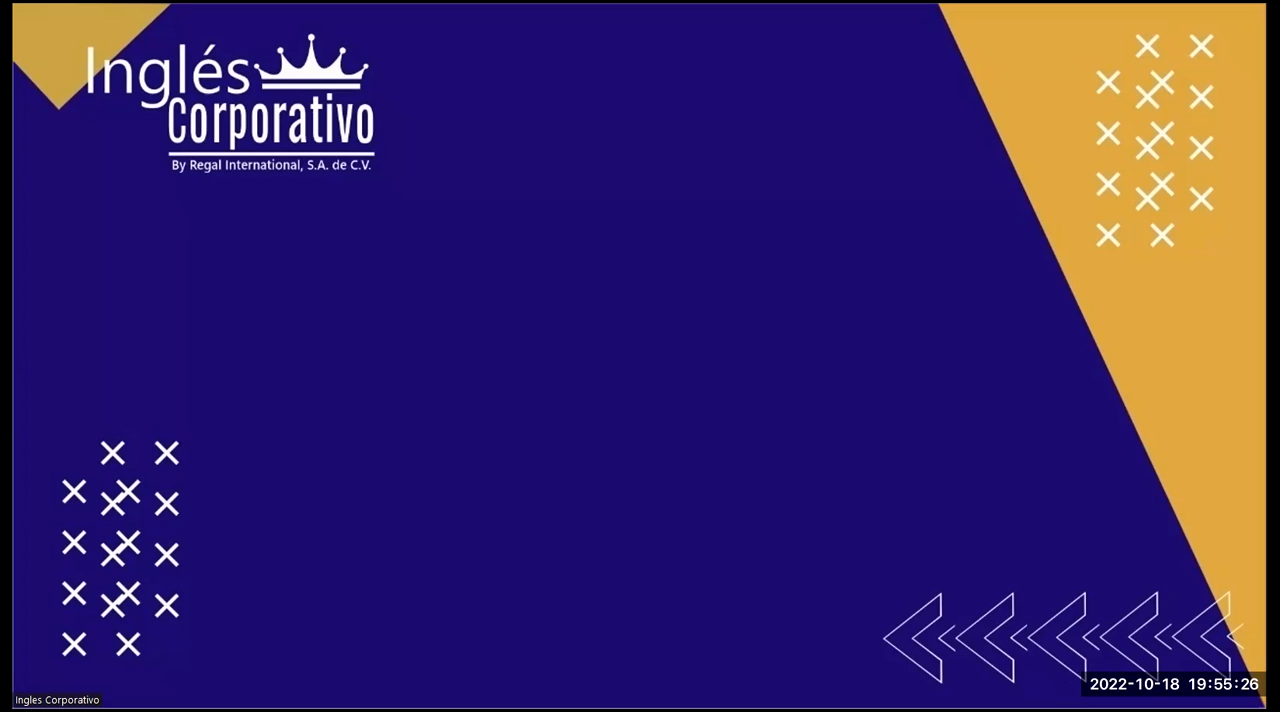 Inglés
Corporativo
By Regal International, S.A. de C.V.
Ingles Corporativo
2022-10-18 19:55:26